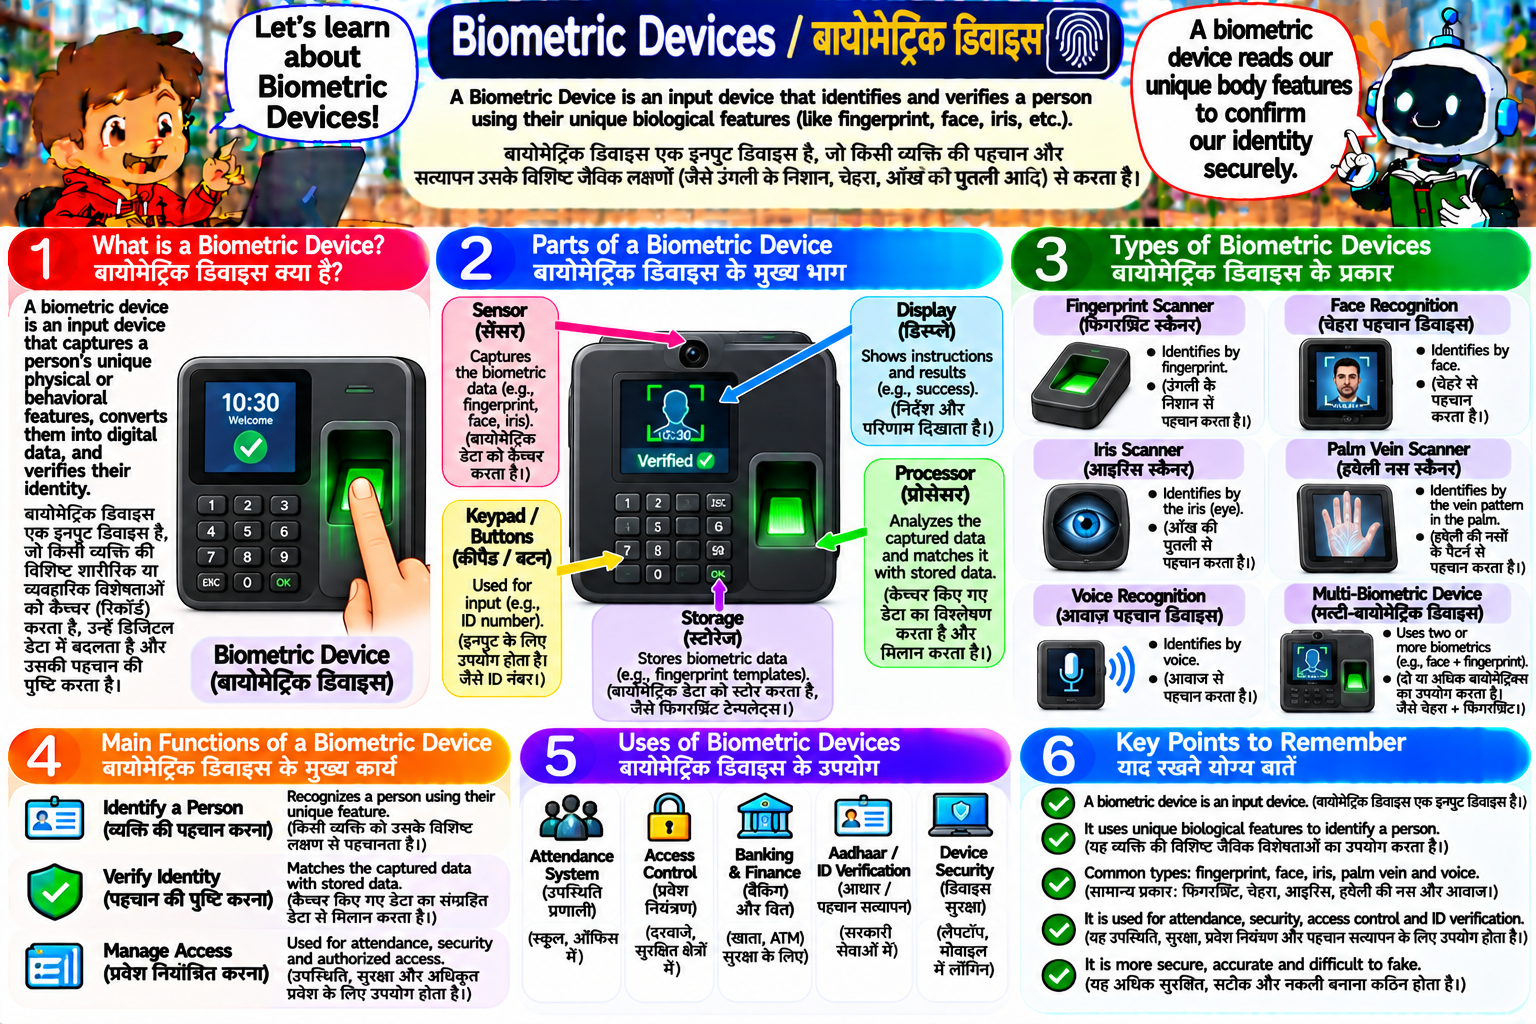 Let's learn
about
Biometric
Devices!
Biometric Devices / बायोमेट्रिक डिवाइस
A Biometric Device is an input device that identifies and verifies a person
using their unique biological features (like fingerprint, face, iris, etc.).
बायोमेट्रिक डिवाइस एक इनपुट डिवाइस है, जो किसी व्यक्ति की पहचान और
सत्यापन उसके विशिष्ट जैविक लक्षणों (जैसे उंगली के निशान, चेहरा, आँख की पुतली आदि) से करता है।
A biometric
device reads our
unique body features
to confirm
our identity
securely.
1 What is a Biometric Device?
बायोमेट्रिक डिवाइस क्या है?
A biometric device
is an input device
that captures a
person's unique
physical or
behavioral
features, converts
them into digital
data, and
verifies their
identity.
बायोमेट्रिक डिवाइस
एक इनपुट डिवाइस है,
जो किसी व्यक्ति की
विशिष्ट शारीरिक या
व्यवहारिक विशेषताओं
को कैप्चर (रिकॉर्ड)
करता है, उन्हें डिजिटल
डेटा में बदलता है और
उसकी पहचान की
पुष्टि करता है।
10:30
Welcome
1 2 3
4 5 6
7 8 9
ENC 0 OK
Biometric Device
(बायोमेट्रिक डिवाइस)
2 Parts of a Biometric Device
बायोमेट्रिक डिवाइस के मुख्य भाग
Sensor
(सेंसर)
Captures
the biometric
data (e.g.,
fingerprint,
face, iris).
(बायोमेट्रिक
डेटा को कैप्चर
करता है।)
Keypad /
Buttons
(कीपैड / बटन)
Used for
input (e.g.,
ID number).
(इनपुट के लिए
उपयोग होता है।
जैसे ID नंबर।)
10:30
Verified
1 2
6
7 8
0 OK
Display
(डिस्प्ले)
Shows instructions
and results
(e.g., success).
(निर्देश और
परिणाम दिखाता है।)
Processor
(प्रोसेसर)
Analyzes the
captured data
and matches it
with stored data.
(कैप्चर किए गए
डेटा का विश्लेषण
करता है और
मिलान करता है।)
Storage
(स्टोरेज)
Stores biometric data
(e.g., fingerprint templates).
(बायोमेट्रिक डेटा को स्टोर करता है,
जैसे फिंगरप्रिंट टेम्पलेट्स।)
3 Types of Biometric Devices
बायोमेट्रिक डिवाइस के प्रकार
Fingerprint Scanner
(फिंगरप्रिंट स्कैनर)
Identifies by
fingerprint.
(उंगली के
निशान से
पहचान करता है।)
Face Recognition
(चेहरा पहचान डिवाइस)
Identifies by
face.
(चेहरे से
पहचान
करता है।)
Iris Scanner
(आइरिस स्कैनर)
Identifies by
the iris (eye).
(आँख की
पुतली से
पहचान करता है।)
Palm Vein Scanner
(हथेली नस स्कैनर)
Identifies by
the vein pattern
in the palm.
(हथेली की नसों
के पैटर्न से
पहचान करता है।)
Voice Recognition
(आवाज़ पहचान डिवाइस)
Identifies by
voice.
(आवाज से
पहचान करता है।)
Multi-Biometric Device
(मल्टी-बायोमेट्रिक डिवाइस)
Uses two or
more biometrics
(e.g., face + fingerprint).
(दो या अधिक बायोमेट्रिक्स
का उपयोग करता है।
जैसे चेहरा + फिंगरप्रिंट।)
4 Main Functions of a Biometric Device
बायोमेट्रिक डिवाइस के मुख्य कार्य
Identify a Person
(व्यक्ति की पहचान करना)
Recognizes a person using their
unique feature.
(किसी व्यक्ति को उसके विशिष्ट
लक्षण से पहचानता है।)
Verify Identity
(पहचान की पुष्टि करना)
Matches the captured data
with stored data.
(कैप्चर किए गए डेटा का संग्रहित
डेटा से मिलान करता है।)
Manage Access
(प्रवेश नियंत्रित करना)
Used for attendance, security
and authorized access.
(उपस्थिति, सुरक्षा और अधिकृत
प्रवेश के लिए उपयोग होता है।)
5 Uses of Biometric Devices
बायोमेट्रिक डिवाइस के उपयोग
Attendance
System
(उपस्थिति
प्रणाली)
(स्कूल, ऑफिस
में)
Access
Control
(प्रवेश
नियंत्रण)
(दरवाजे,
सुरक्षित क्षेत्रों
में)
Banking
& Finance
(बैंकिंग)
और वित)
(खाता, ATM)
सुरक्षा के लिए)
Aadhaar /
ID Verification
(आधार /
पहचान सत्यापन)
(सरकारी
सेवाओं में)
Device
Security
(डिवाइस
सुरक्षा)
(लैपटॉप,
मोबाइल
में लॉगिन)
6 Key Points to Remember
याद रखने योग्य बातें
A biometric device is an input device. (बायोमेट्रिक डिवाइस एक इनपुट डिवाइस है।)
It uses unique biological features to identify a person.
(यह व्यक्ति की विशिष्ट जैविक विशेषताओं का उपयोग करता है।)
Common types: fingerprint, face, iris, palm vein and voice.
(सामान्य प्रकार: फिंगरप्रिंट, चेहरा, आइरिस, हथेली की नस और आवाज।)
It is used for attendance, security, access control and ID verification.
(यह उपस्थिति, सुरक्षा, प्रवेश नियंत्रण और पहचान सत्यापन के लिए उपयोग होता है।)
It is more secure, accurate and difficult to fake.
(यह अधिक सुरक्षित, सटीक और नकली बनाना कठिन होता है।)